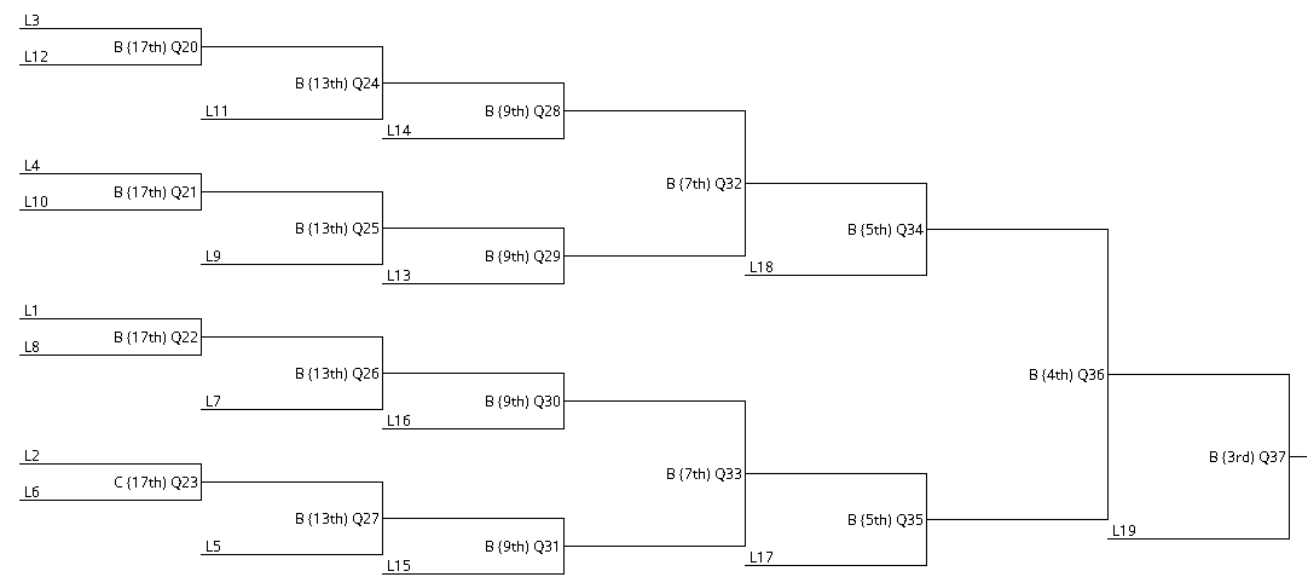 L3
B (17th) Q20
L12
B (13th) Q24
L11
B (9th) Q28
L14
B (7th) Q32
L4
B (17th) Q21
L10
B (13th) Q25
L9
B (9th) Q29
L13
B (5th) Q34
L18
L1
B (17th) Q22
L8
B (13th) Q26
L7
B (9th) Q30
L16
B (4th) Q36
L2
C (17th) Q23
L6
B (13th) Q27
L5
B (9th) Q31
L15
B (7th) Q33
B (5th) Q35
L17
B (3rd) Q37
L19